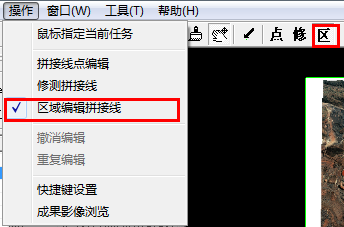 操作 窗口(W) 工具(T) 帮助(H)
鼠标指定当前任务
点 修 区
拼接线点编辑
修测拼接线
区域编辑拼接线
撤消编辑
重复编辑
快捷键设置
成果影像浏览